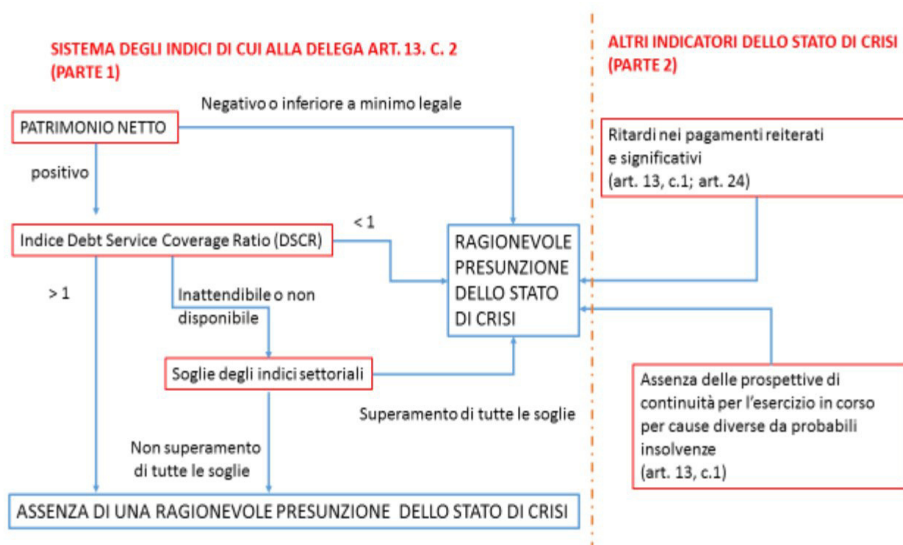 SISTEMA DEGLI INDICI DI CUI ALLA DELEGA ART. 13. C. 2
(PARTE 1)
Negativo o inferiore a minimo legale
PATRIMONIO NETTO
positivo
Indice Debt Service Coverage Ratio (DSCR)
< 1
> 1
Inattendibile o non
disponibile
Soglie degli indici settoriali
Superamento di tutte le soglie
Non superamento
di tutte le soglie
RAGIONEVOLE
PRESUNZIONE
DELLO STATO
DI CRISI
ASSENZA DI UNA RAGIONEVOLE PRESUNZIONE DELLO STATO DI CRISI
ALTRI INDICATORI DELLO STATO DI CRISI
(PARTE 2)
Ritardi nei pagamenti reiterati
e significativi
(art. 13, c.1; art. 24)
Assenza delle prospettive di
continuità per l'esercizio in corso
per cause diverse da probabili
insolvenze
(art. 13, c.1)